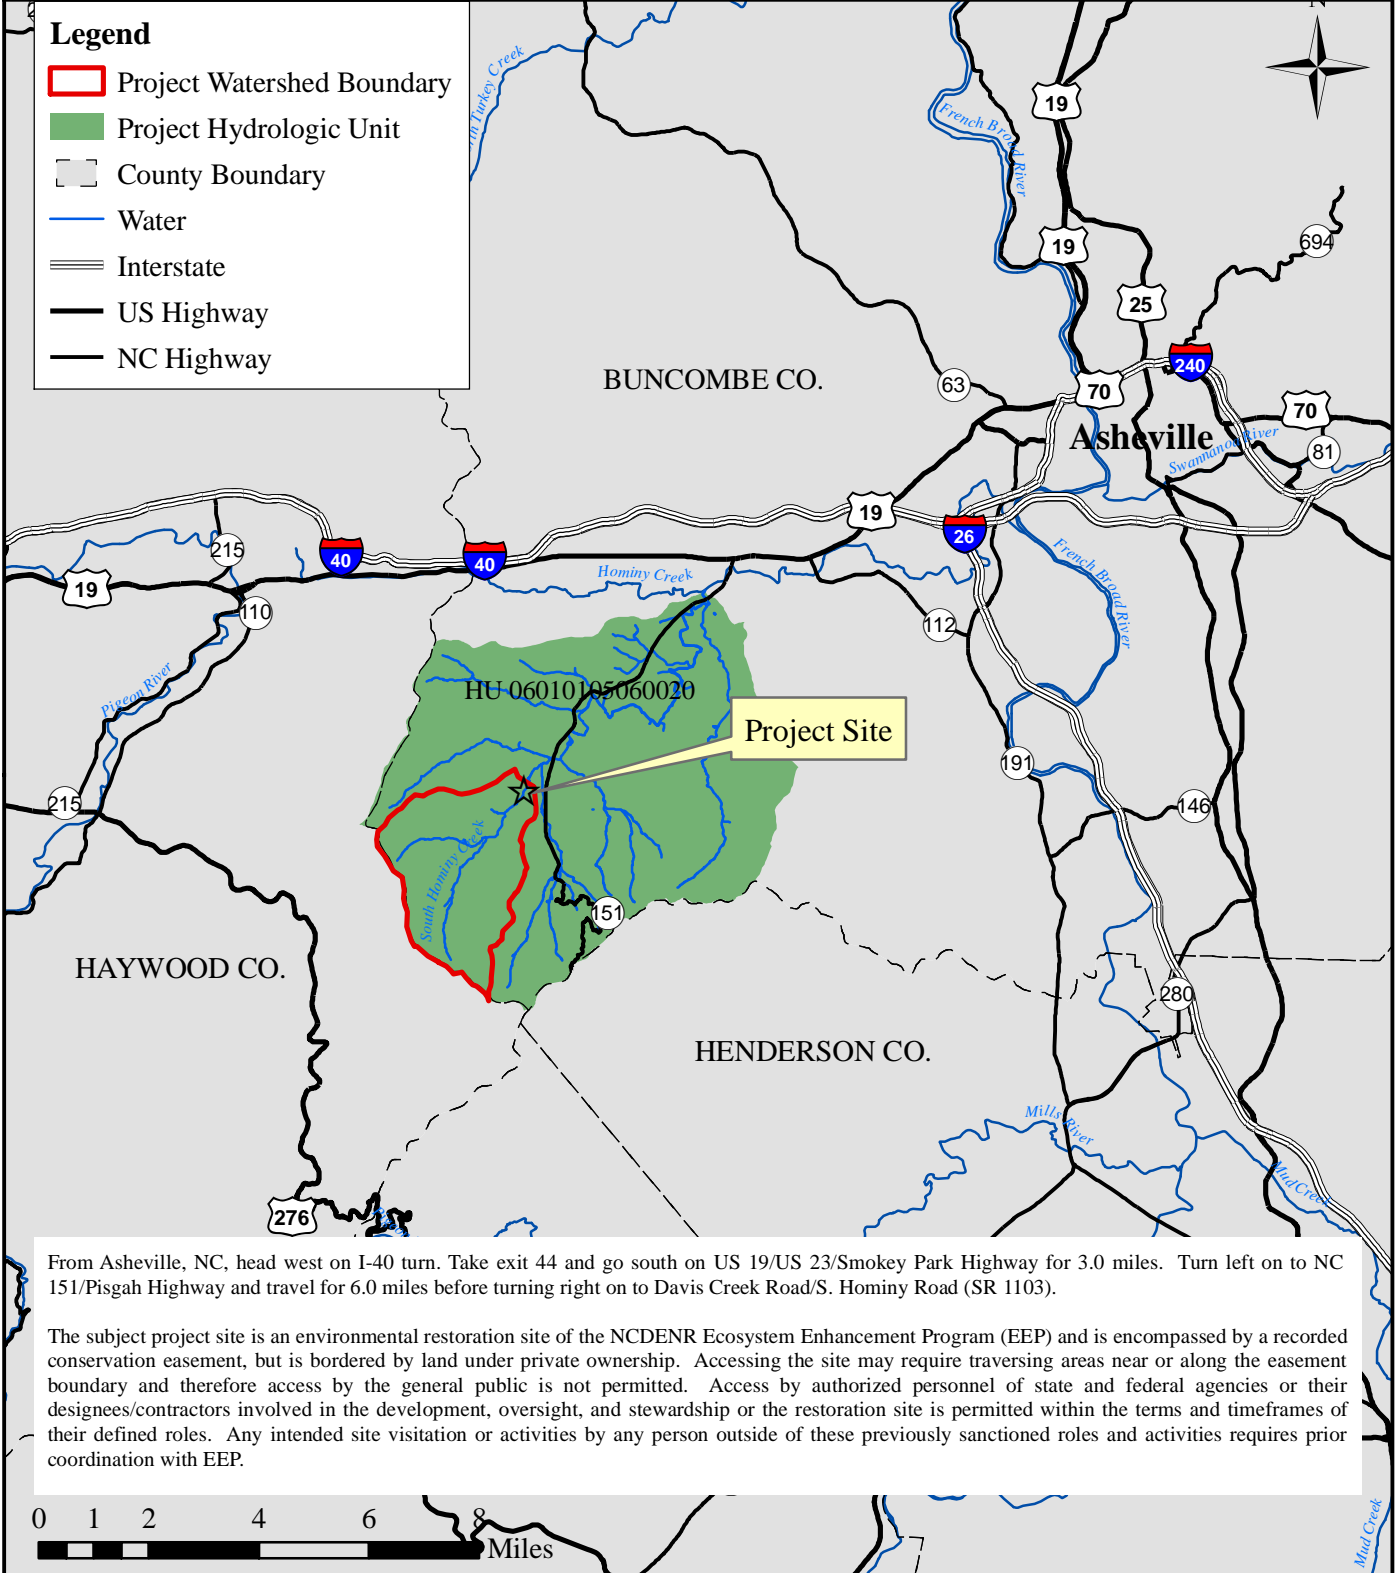 Legend
Project Watershed Boundary
Project Hydrologic Unit
County Boundary
Water
Interstate
US Highway
NC Highway
N
Turkey Creek
French Broad River
19
19
694
25
240
BUNCOMBE CO.
63
70
70
Asheville
Swannanoa River
81
19
26
215
40
40
19
Hominy Creek
French Broad River
110
112
Pigeon River
HU 06010105060020
Project Site
191
215
146
South Hominy Creek
151
HAYWOOD CO.
280
HENDERSON CO.
Mills River
Mud Creek
276
From Asheville, NC, head west on I-40 turn. Take exit 44 and go south on US 19/US 23/Smokey Park Highway for 3.0 miles. Turn left on to NC
151/Pisgah Highway and travel for 6.0 miles before turning right on to Davis Creek Road/S. Hominy Road (SR 1103).
The subject project site is an environmental restoration site of the NCDENR Ecosystem Enhancement Program (EEP) and is encompassed by a recorded
conservation easement, but is bordered by land under private ownership. Accessing the site may require traversing areas near or along the easement
boundary and therefore access by the general public is not permitted. Access by authorized personnel of state and federal agencies or their
designees/contractors involved in the development, oversight, and stewardship or the restoration site is permitted within the terms and timeframes of
their defined roles. Any intended site visitation or activities by any person outside of these previously sanctioned roles and activities requires prior
coordination with EEP.
0 1 2 4 6 8
Miles
Mud Creek